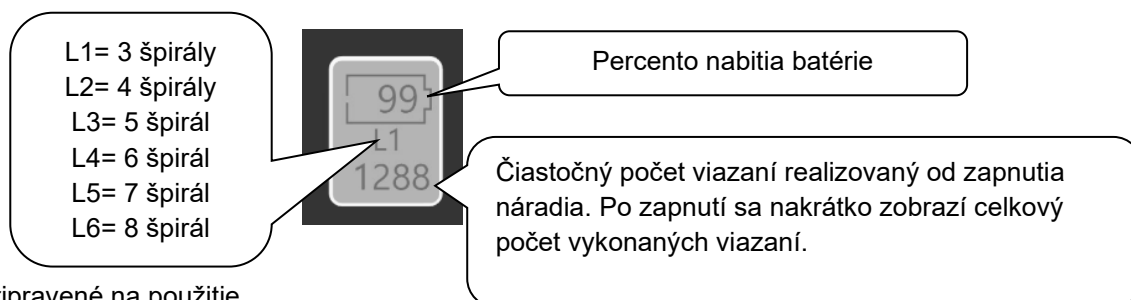 L1= 3 špirály
L2= 4 špirály
L3= 5 špirál
L4= 6 špirál
L5= 7 špirál
L6= 8 špirál
99
L1
1288
Percento nabitia batérie
Čiastočný počet viazaní realizovaný od zapnutia
náradia. Po zapnutí sa nakrátko zobrazí celkový
počet vykonaných viazaní.
na použitie